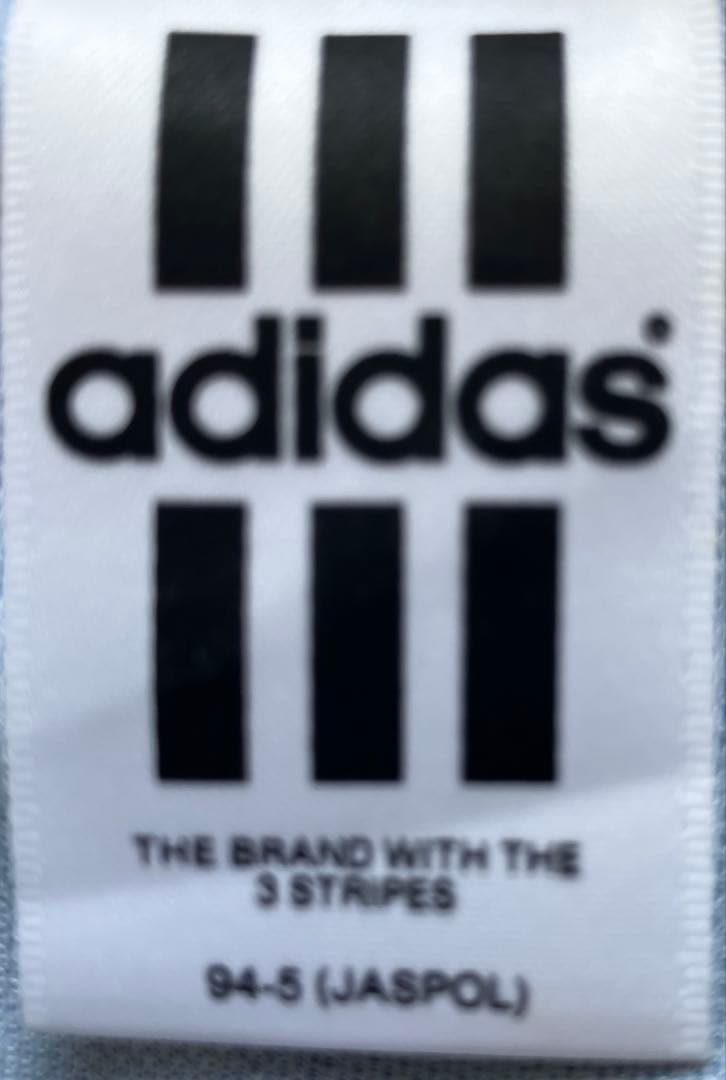 adidas
THE BRAND WITH THE
3 STRIPES
94-5 (JASPOL)